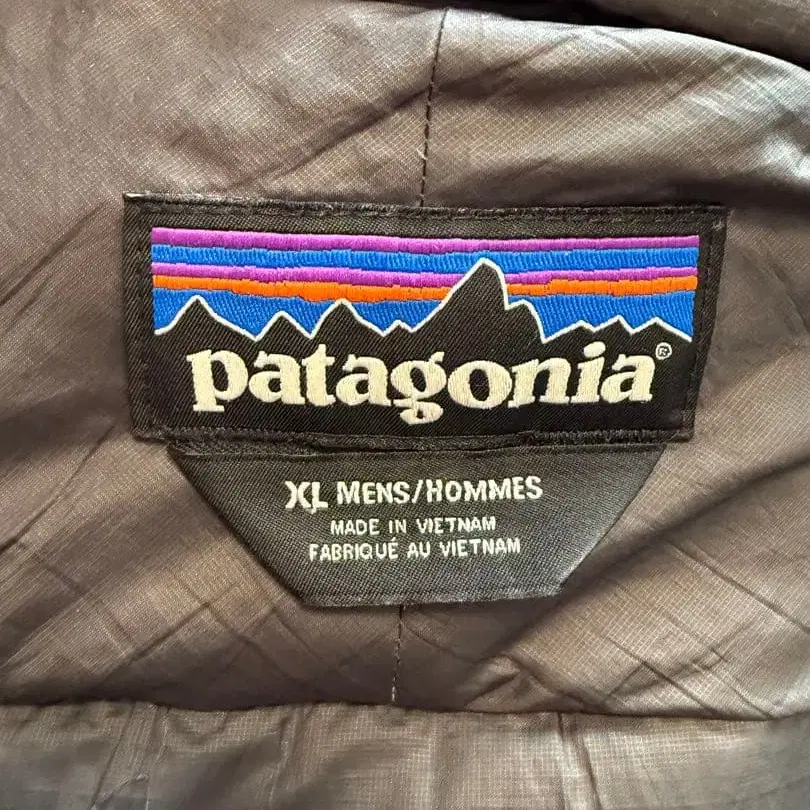 patagonia®
XL MENS/HOMMES
MADE IN VIETNAM
FABRIQUÉ AU VIETNAM